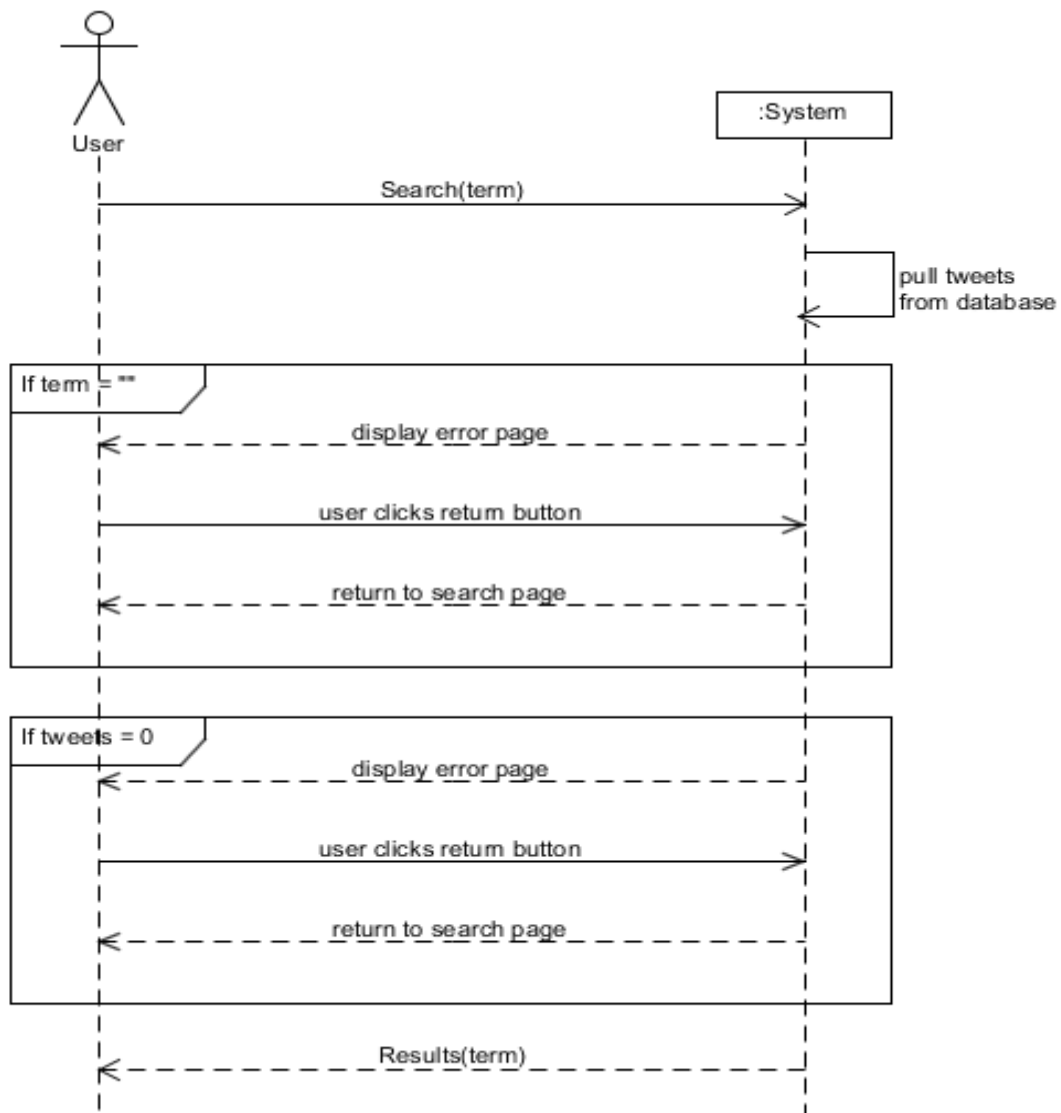 User
:System
Search(term)
pull tweets
from database
If term = ""
display error page
user clicks return button
return to search page
If tweets = 0
display error page
user clicks return button
return to search page
Results(term)